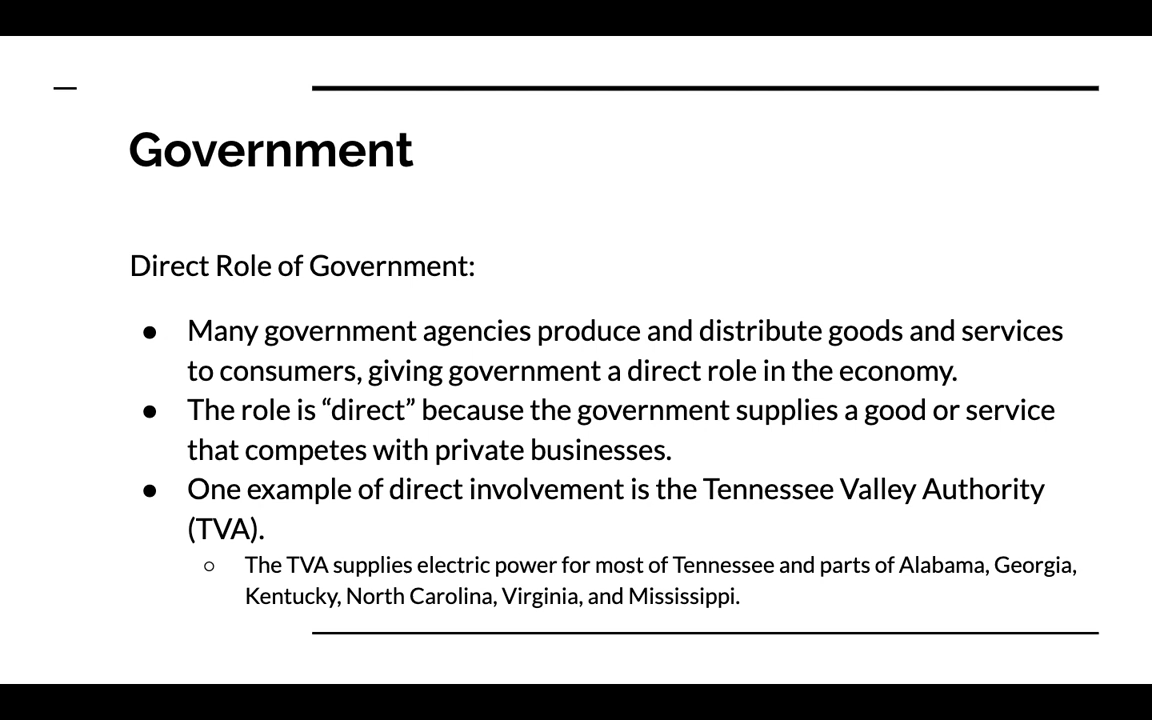 Government
Direct Role of Government:
● Many government agencies produce and distribute goods and services
to consumers, giving government a direct role in the economy.
● The role is “direct” because the government supplies a good or service
that competes with private businesses.
● One example of direct involvement is the Tennessee Valley Authority
(TVA).
○ The TVA supplies electric power for most of Tennessee and parts of Alabama, Georgia,
Kentucky, North Carolina, Virginia, and Mississippi.